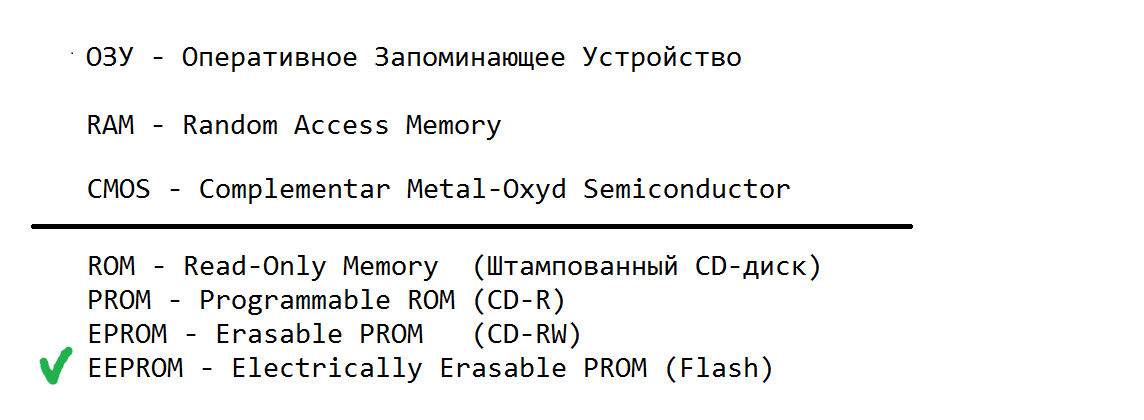 ОЗУ - Оперативное Запоминающее Устройство
RAM - Random Access Memory
CMOS - Complementar Metal-Oxyd Semiconductor
ROM - Read-Only Memory (Штампованный CD-диск)
PROM - Programmable ROM (CD-R)
EPROM - Erasable PROM (CD-RW)
EEPROM - Electrically Erasable PROM (Flash)